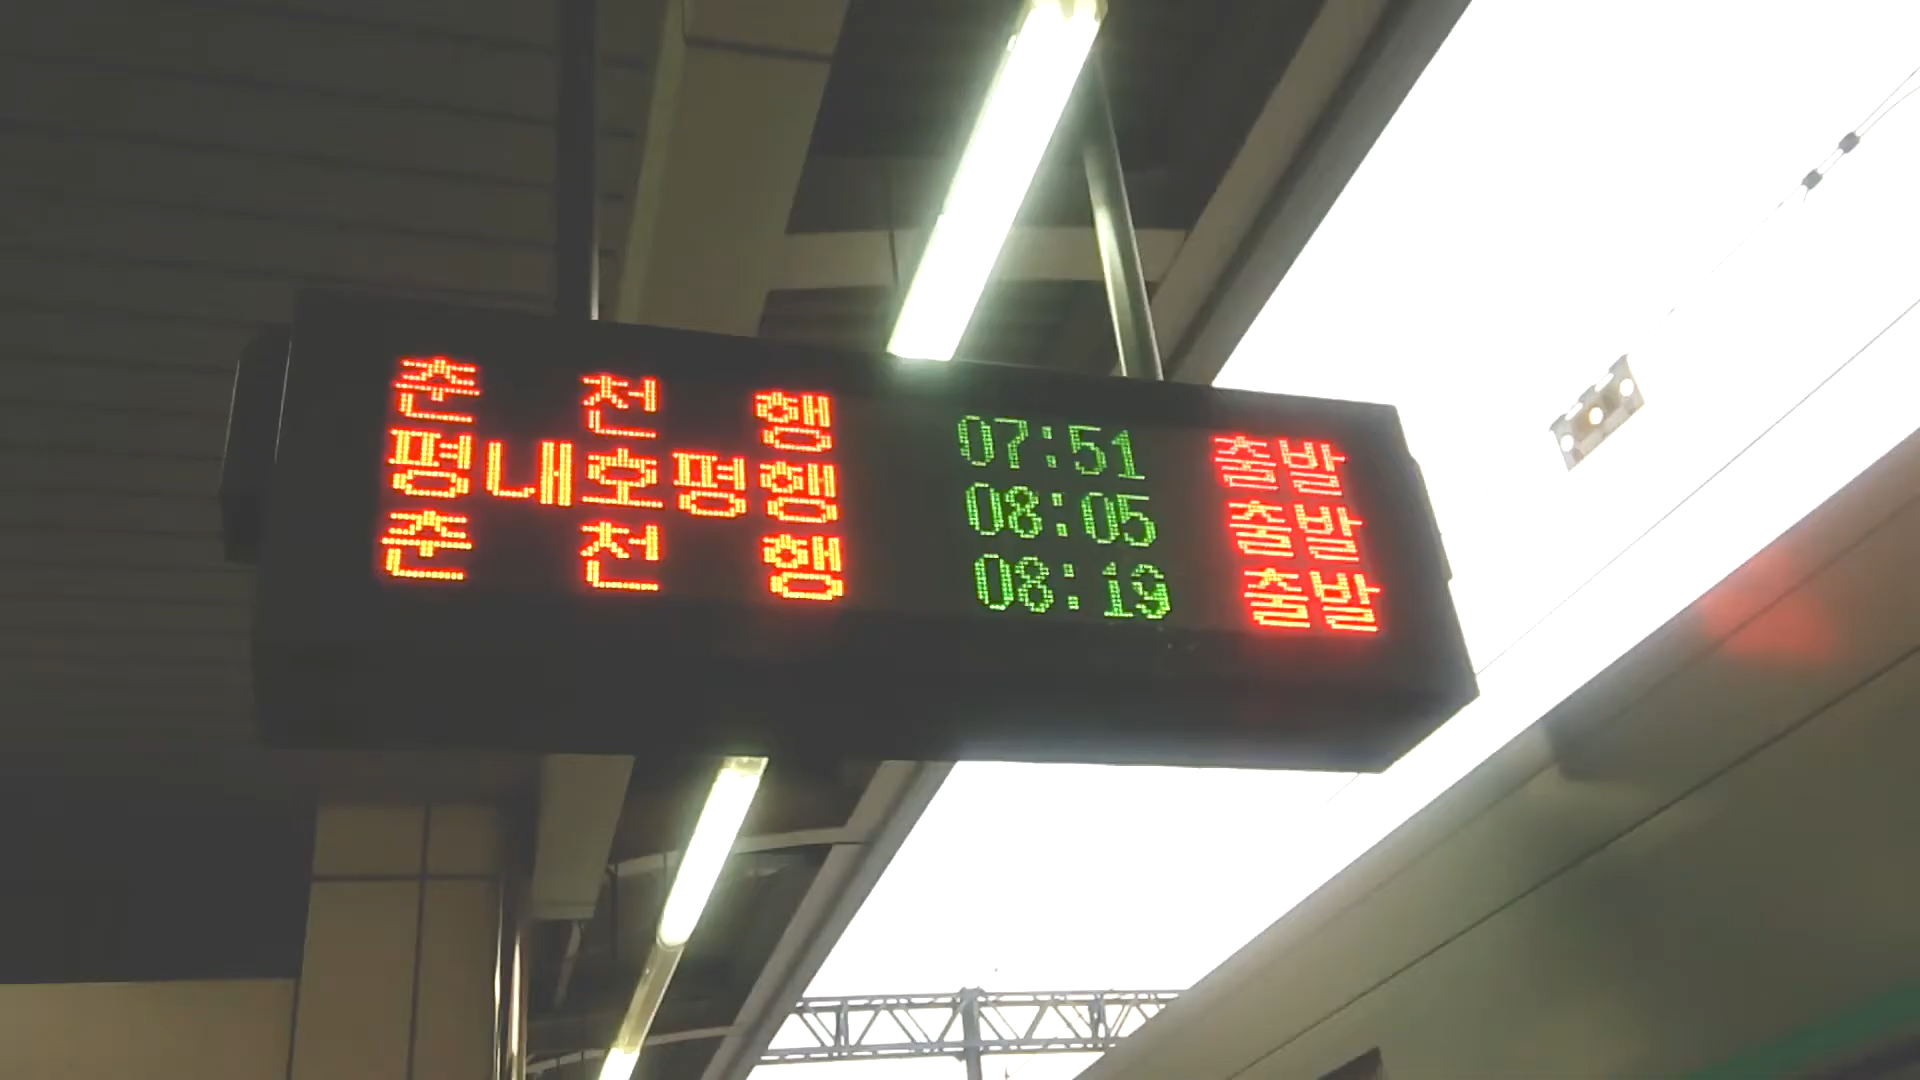 춘 천 행 07:51 출발
평내호평행 08:05 출발
춘 천 행 08:19 출발